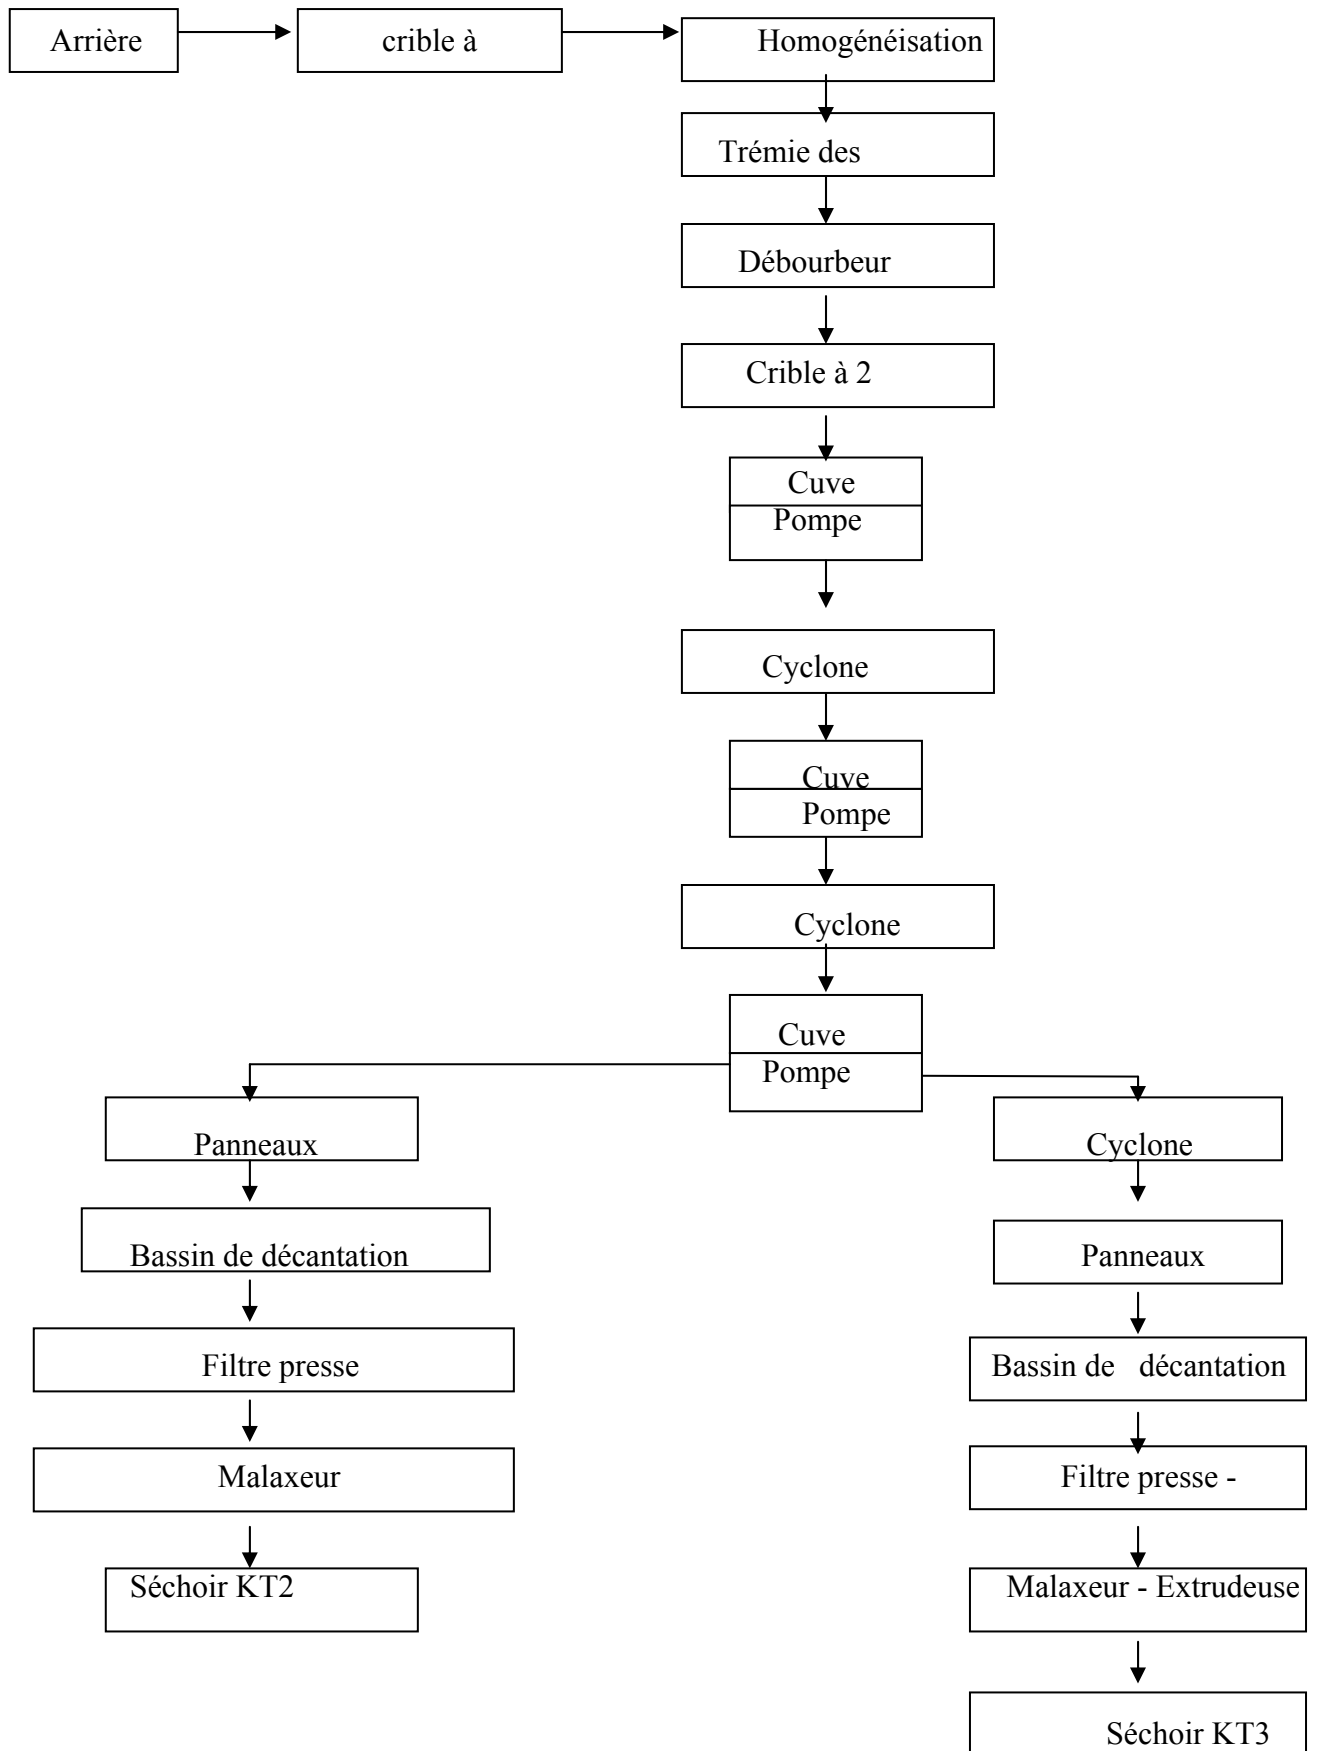 Arrière
crible à
Homogénéisation
Trémie des
Débourbeur
Crible à 2
Cuve
Pompe
Cyclone
Cuve
Pompe
Cyclone
Cuve
Pompe
Panneaux
Bassin de décantation
Filtre presse
Malaxeur
Séchoir KT2
Cyclone
Panneaux
Bassin de décantation
Filtre presse -
Malaxeur - Extrudeuse
Séchoir KT3